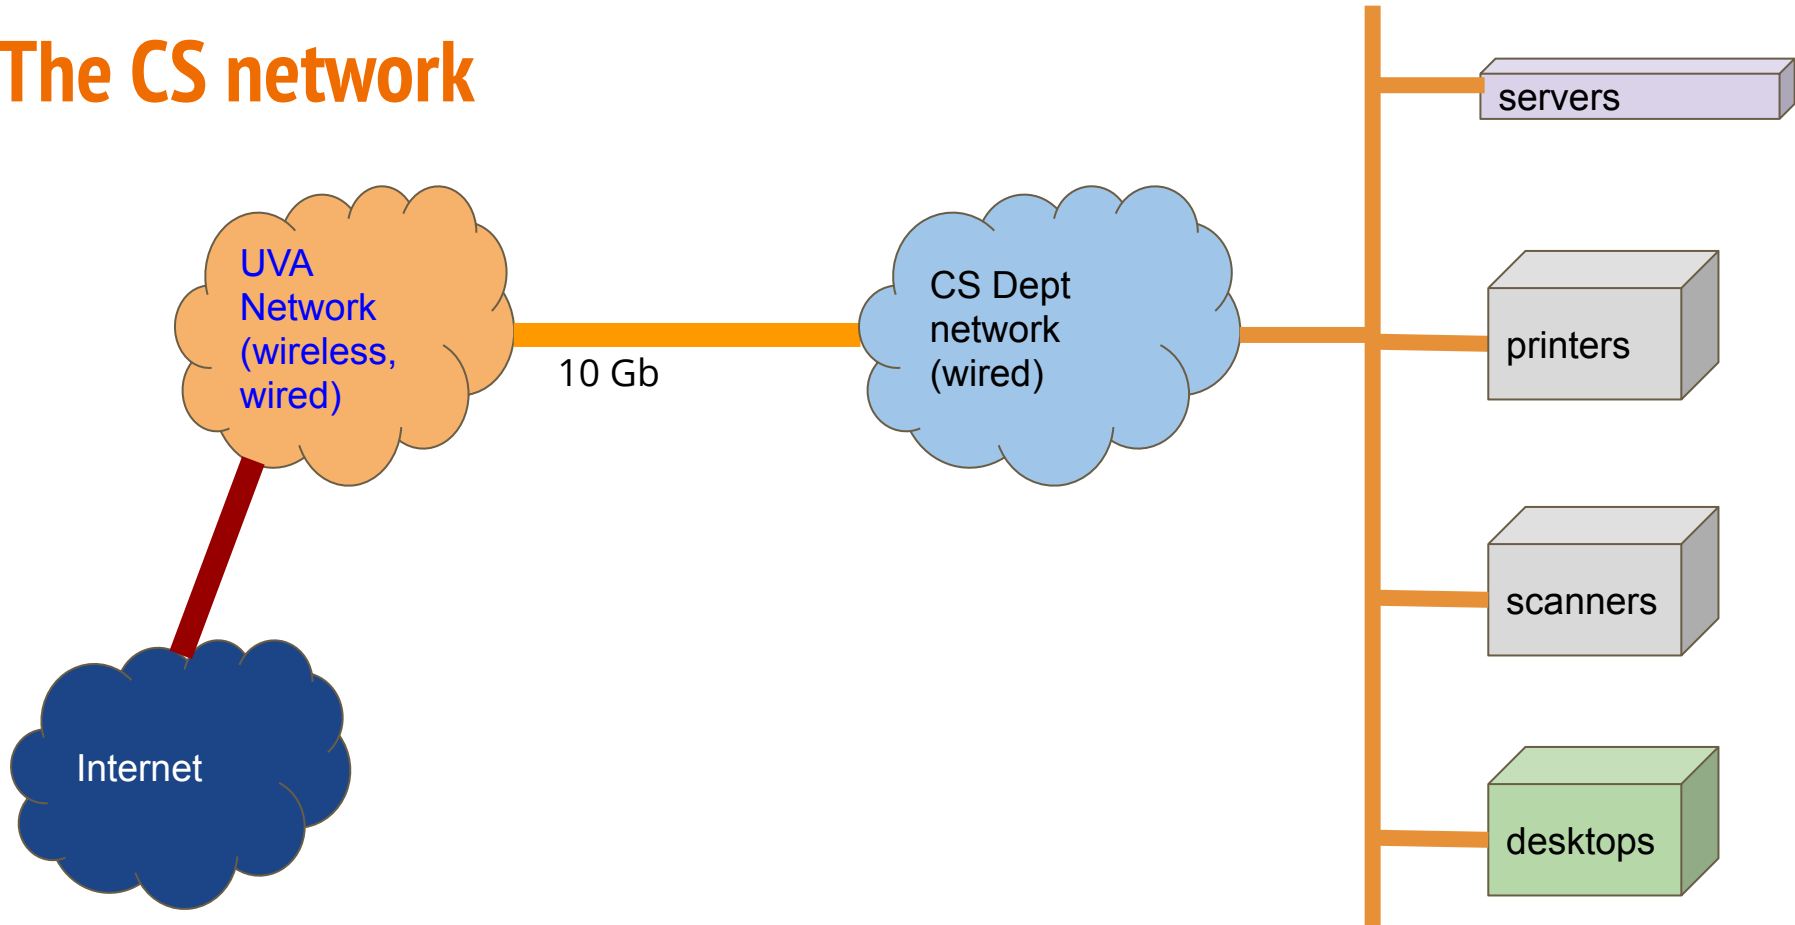 The CS network
servers
UVA
Network
(wireless,
wired)
10 Gb
CS Dept
network
(wired)
printers
scanners
Internet
desktops